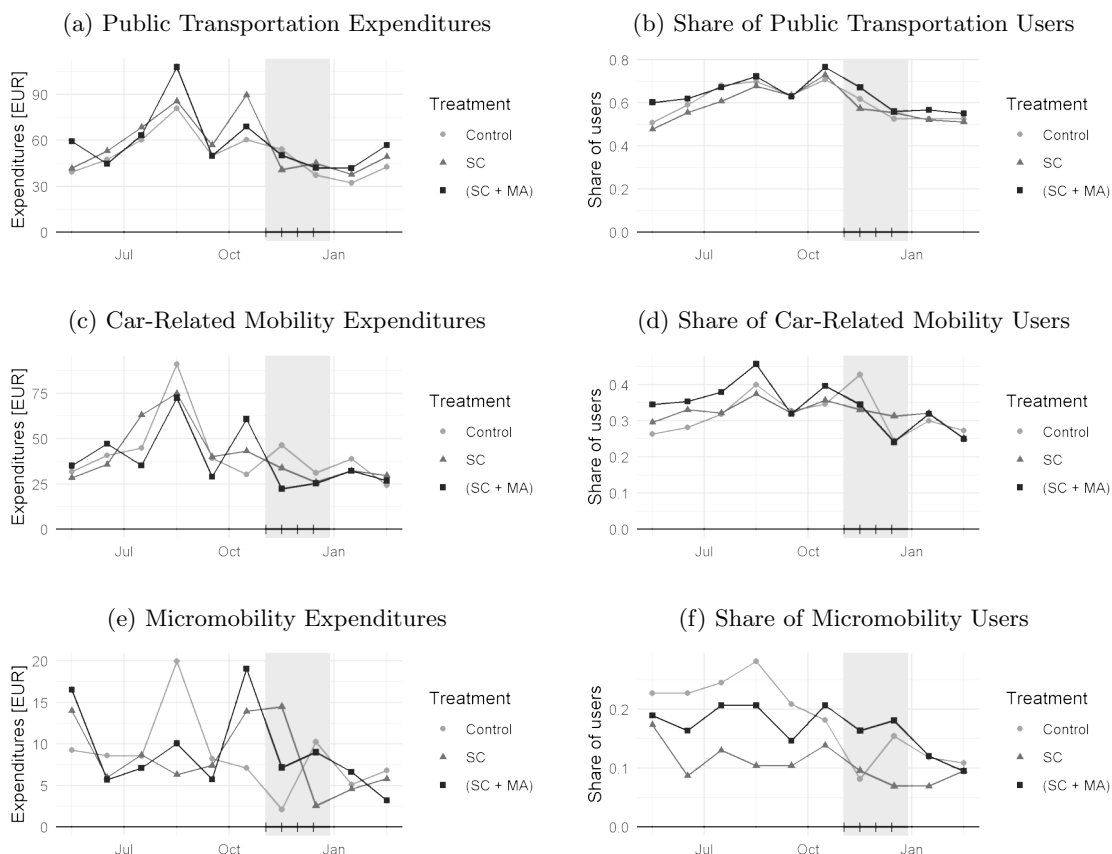 (a) Public Transportation Expenditures
Expenditures [EUR]
90
60
30
0
Jul Oct Jan
Treatment
Control
SC
(SC + MA)
(b) Share of Public Transportation Users
Share of users
0.8
0.6
0.4
0.2
0.0
Jul Oct Jan
Treatment
Control
SC
(SC + MA)
(c) Car-Related Mobility Expenditures
Expenditures [EUR]
75
50
25
0
Jul Oct Jan
Treatment
Control
SC
(SC + MA)
(d) Share of Car-Related Mobility Users
Share of users
0.4
0.3
0.2
0.1
0.0
Jul Oct Jan
Treatment
Control
SC
(SC + MA)
(e) Micromobility Expenditures
Expenditures [EUR]
20
15
10
5
0
Jul Oct Jan
Treatment
Control
SC
(SC + MA)
(f) Share of Micromobility Users
Share of users
0.2
0.1
0.0
Jul Oct Jan
Treatment
Control
SC
(SC + MA)